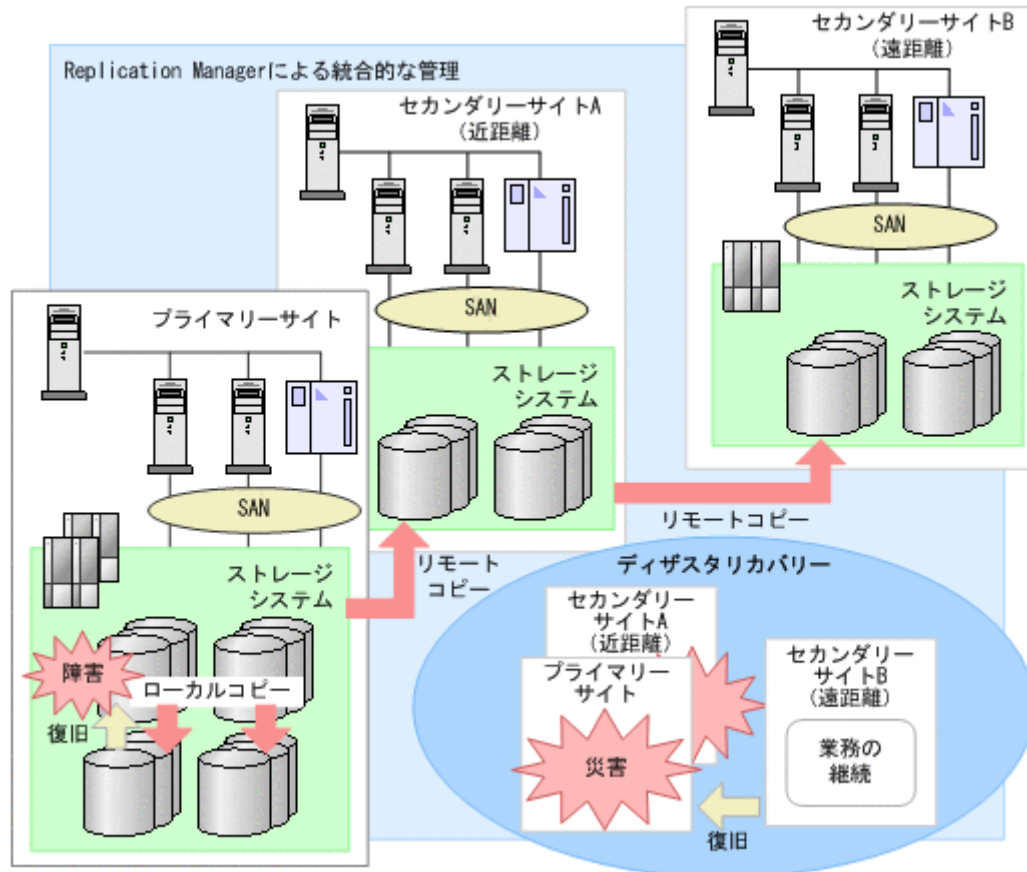 Replication Managerによる統合的な管理
セカンダリーサイトB
（遠距離）
SAN
ストレージ
システム
セカンダリーサイトA
（近距離）
SAN
ストレージ
システム
リモートコピー
プライマリーサイト
SAN
ストレージ
システム
リモート
コピー
障害
ローカルコピー
復旧
ディザスタリカバリー
セカンダリー
サイトA
（近距離）
プライマリー
サイト
災害
セカンダリー
サイトB
（遠距離）
業務の
継続
復旧